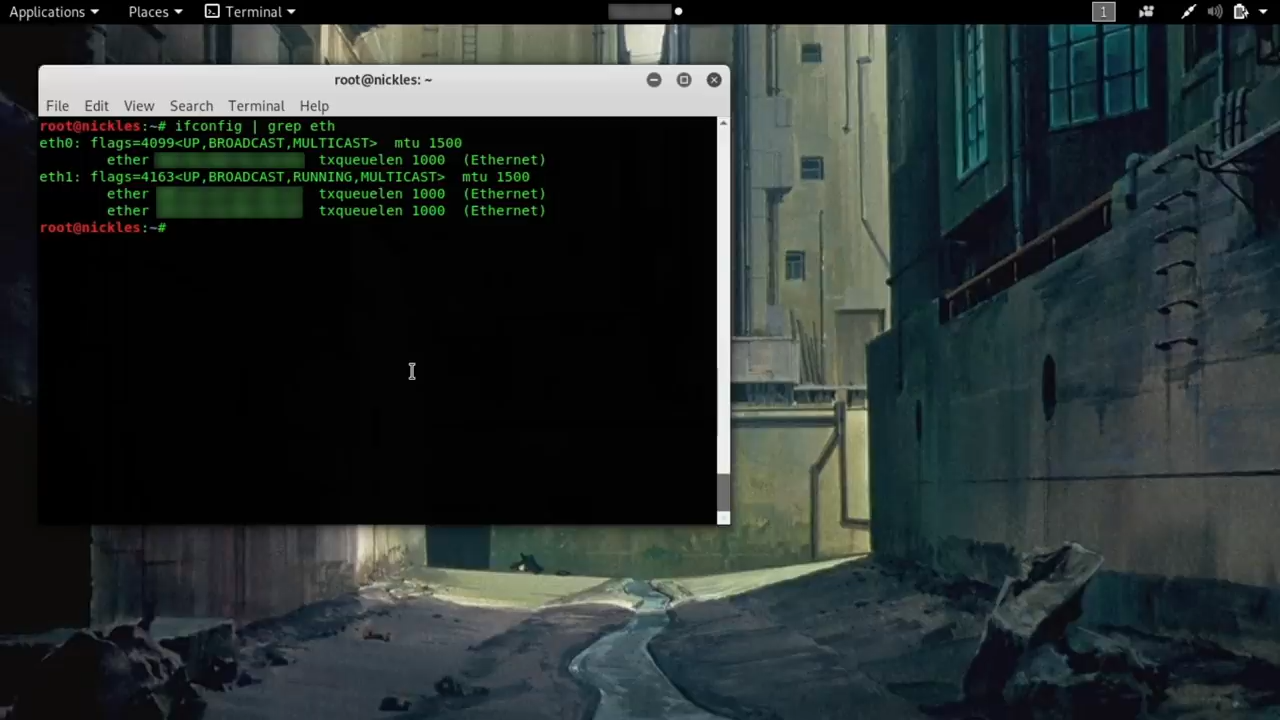 Applications Places Terminal 1
root@nickles: ~
File Edit View Search Terminal Help
root@nickles:~# ifconfig | grep eth
eth0: flags=4099<UP,BROADCAST,MULTICAST>  mtu 1500
        ether                     txqueuelen 1000  (Ethernet)
eth1: flags=4163<UP,BROADCAST,RUNNING,MULTICAST>  mtu 1500
        ether                     txqueuelen 1000  (Ethernet)
        ether                     txqueuelen 1000  (Ethernet)
root@nickles:~#